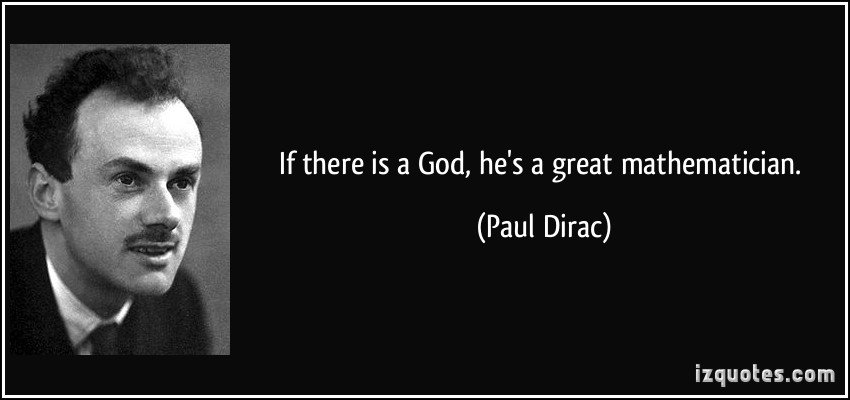 If there is a God, he's a great mathematician.
(Paul Dirac)
izquotes.com